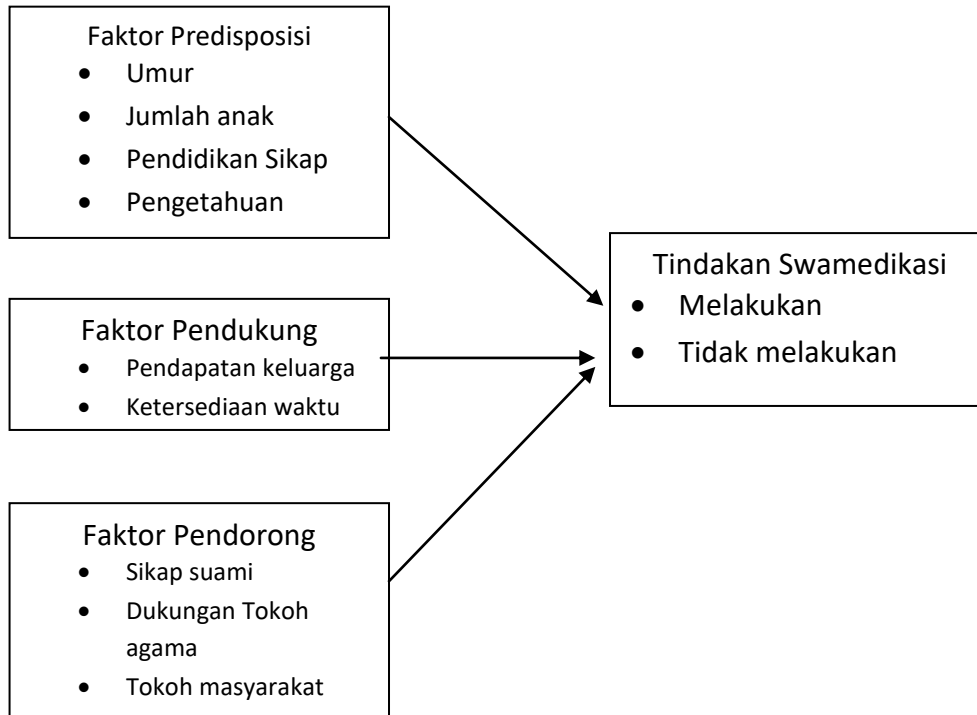 Faktor Predisposisi
• Umur
• Jumlah anak
• Pendidikan Sikap
• Pengetahuan
Faktor Pendukung
• Pendapatan keluarga
• Ketersediaan waktu
Faktor Pendorong
• Sikap suami
• Dukungan Tokoh
agama
• Tokoh masyarakat
Tindakan Swamedikasi
• Melakukan
• Tidak melakukan